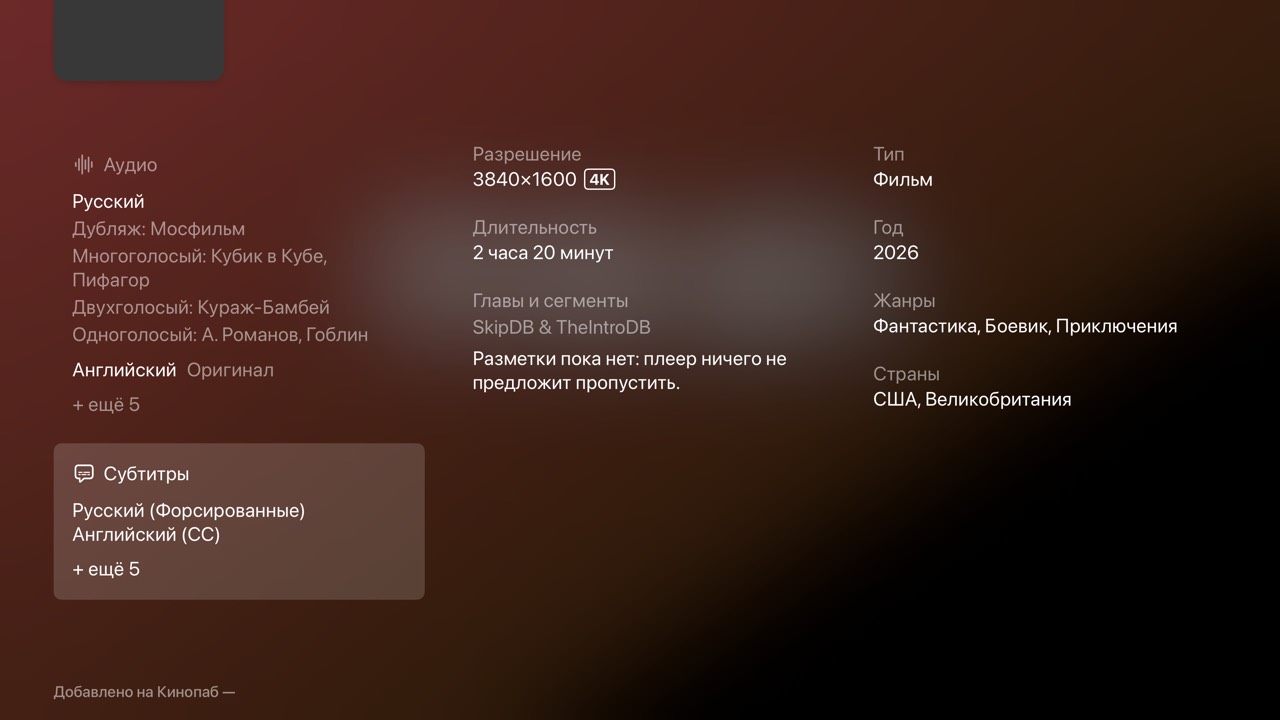 Аудио
Русский
Дубляж: Мосфильм
Многоголосый: Кубик в Кубе,
Пифагор
Двухголосый: Кураж-Бамбей
Одноголосый: А. Романов, Гоблин
Английский Оригинал
+ ещё 5
Субтитры
Русский (Форсированные)
Английский (CC)
+ ещё 5
Разрешение
3840×1600 4K
Длительность
2 часа 20 минут
Главы и сегменты
SkipDB & TheIntroDB
Разметки пока нет: плеер ничего не
предложит пропустить.
Тип
Фильм
Год
2026
Жанры
Фантастика, Боевик, Приключения
Страны
США, Великобритания
Добавлено на Кинопаб —